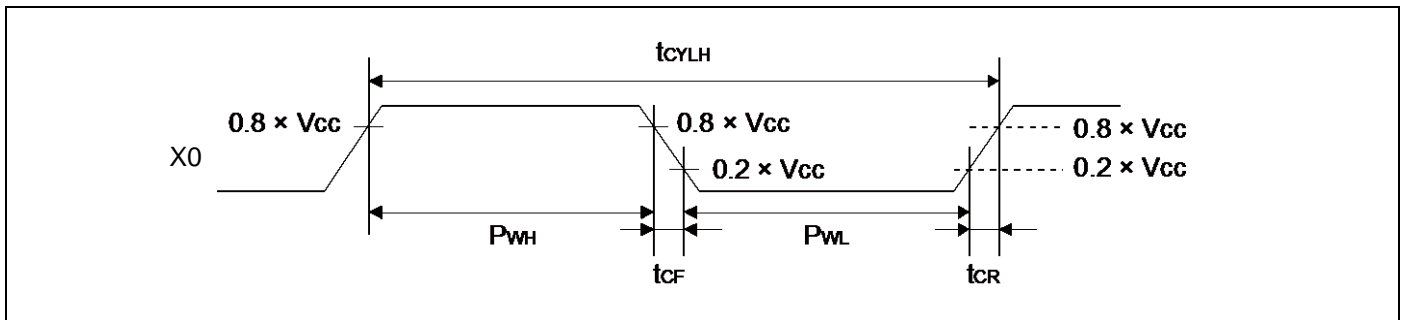 tCYLH
0.8 × Vcc
0.8 × Vcc
0.8 × Vcc
X0
0.2 × Vcc
0.2 × Vcc
PWH
PWL
tCF
tCR